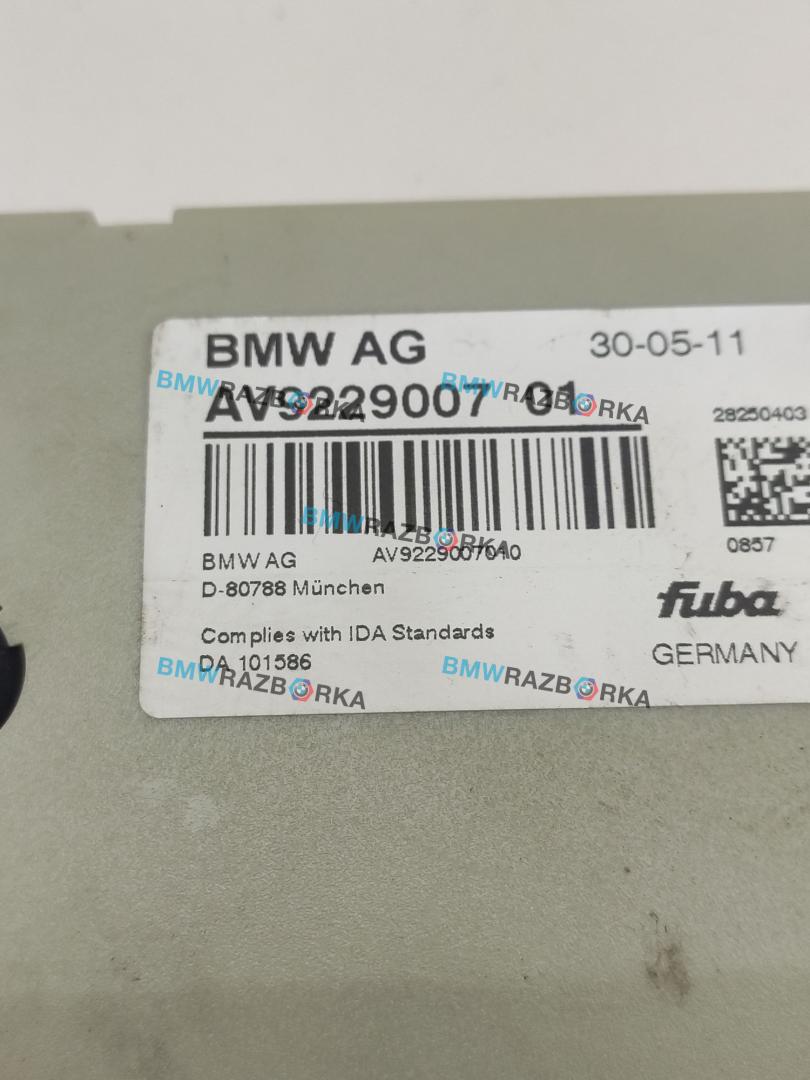 BMW AG 30-05-11
AV9229007 01
28250403
BMW AG AV9229007010
0857
D-80788 München
fuba
Complies with IDA Standards
GERMANY
DA 101586
BMWRAZBORKA
BMWRAZBORKA
BMWRAZBORKA
BMWRAZBORKA
BMWRAZBORKA